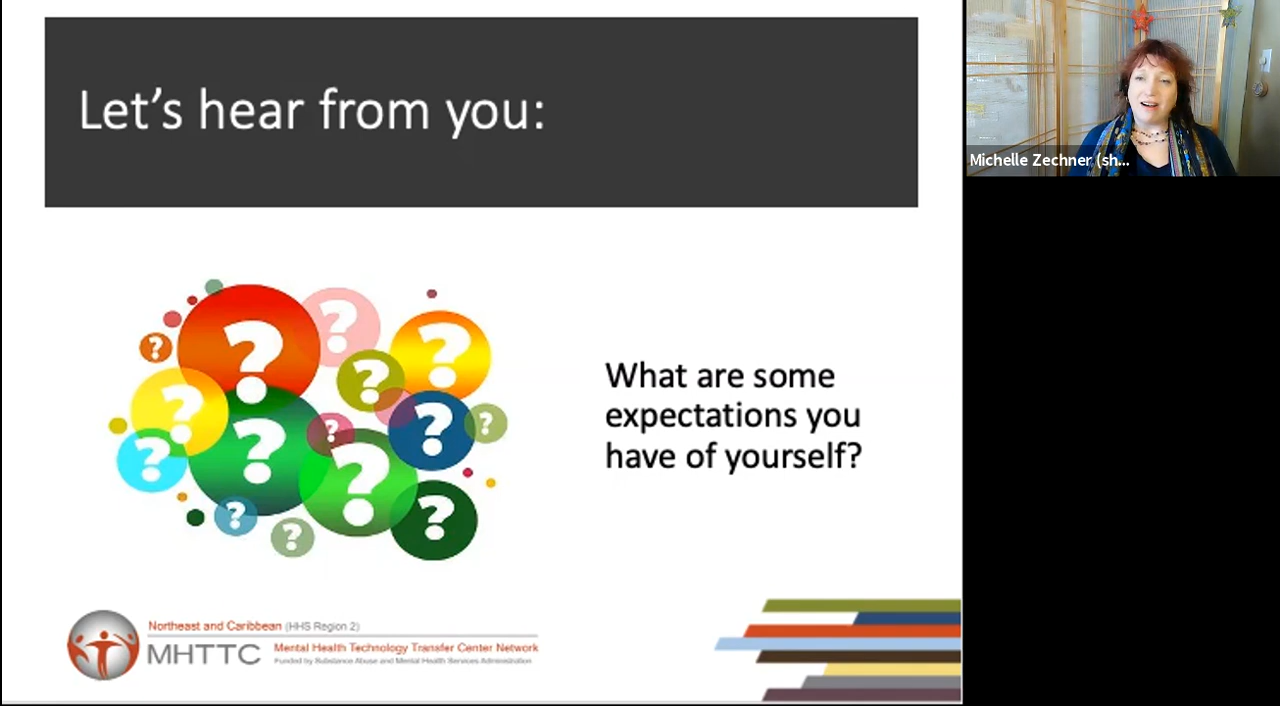 Let's hear from you:
Michelle Zechner (sh...
?
?
?
?
?
?
?
?
?
?
?
?
?
?
What are some
expectations you
have of yourself?
Northeast and Caribbean (HHS Region 2)
MHTTC
Mental Health Technology Transfer Center Network
Funded by Substance Abuse and Mental Health Services Administration